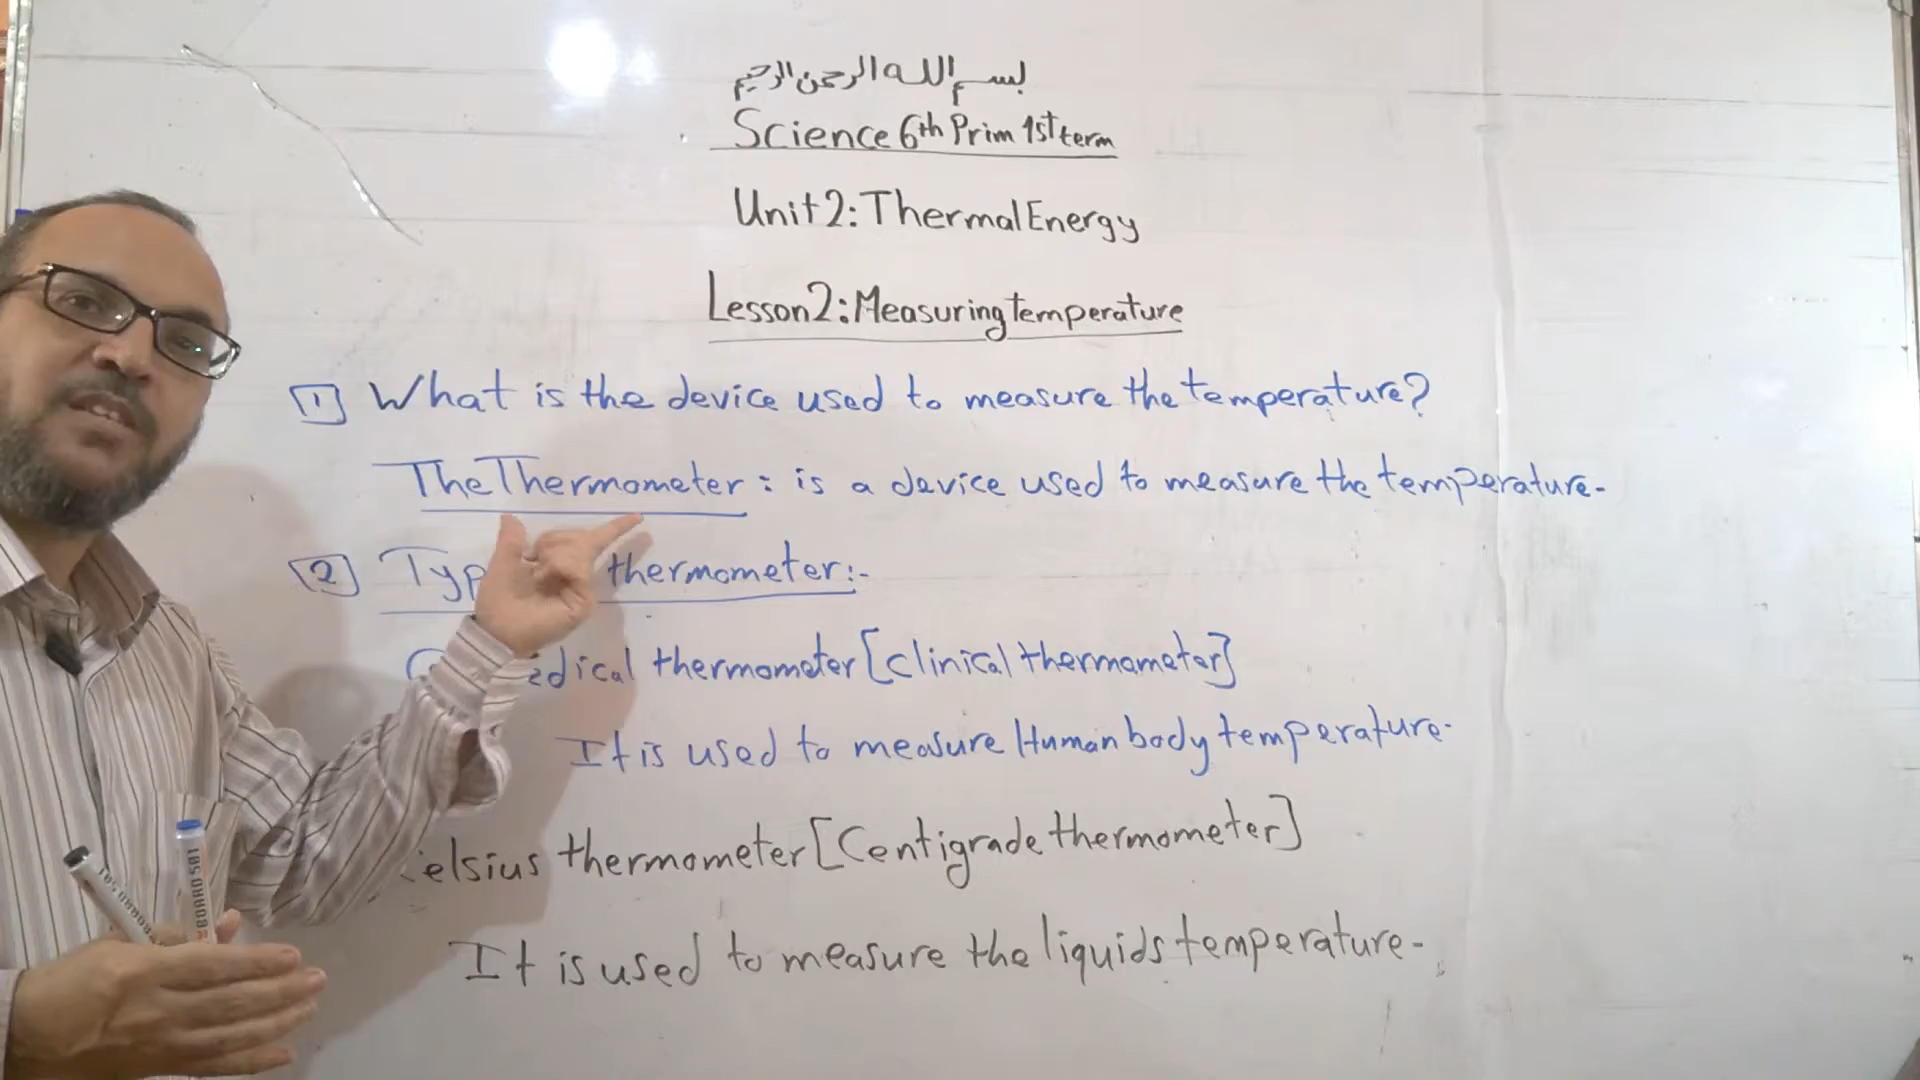 بسم الله الرحمن الرحيم
Science 6th Prim 1st term
Unit 2: Thermal Energy
Lesson 2: Measuring temperature
1 What is the device used to measure the temperature?
The Thermometer: is a device used to measure the temperature.
2 Typ thermometer:-
edical thermometer [clinical thermometer]
It is used to measure Human body temperature.
elsius thermometer [Centigrade thermometer]
It is used to measure the liquids temperature.